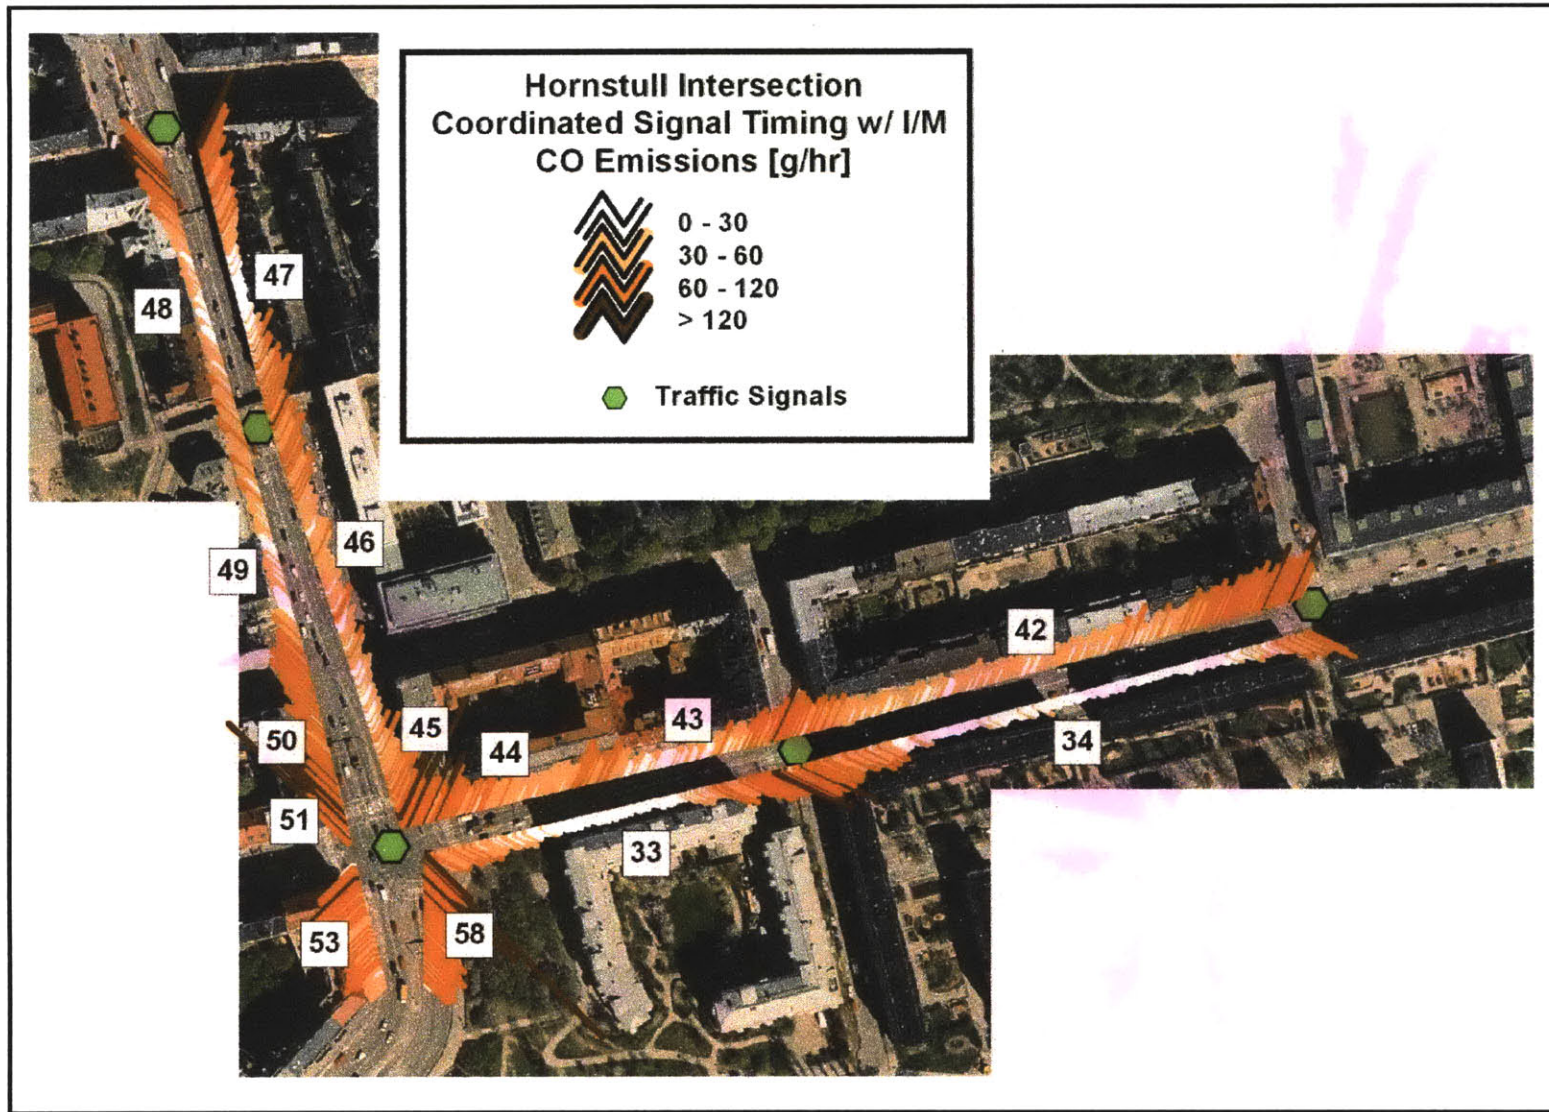 Hornstull Intersection
Coordinated Signal Timing w/ I/M
CO Emissions [g/hr]
0 - 30
30 - 60
60 - 120
> 120
Traffic Signals
47
48
46
49
42
45
43
50
44
34
51
33
53
58